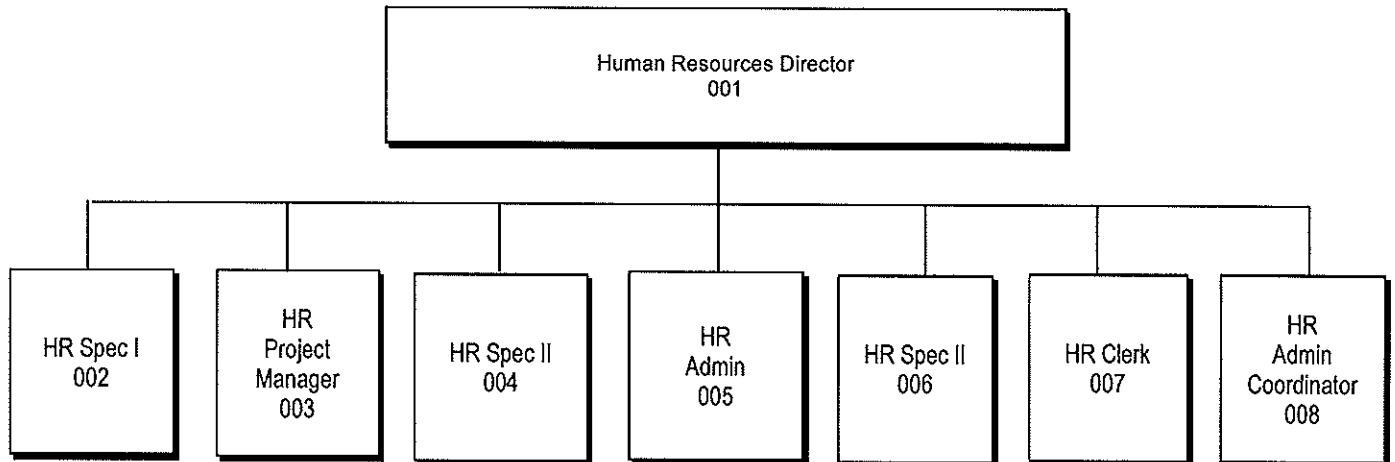 Human Resources Director
001
HR Spec I
002
HR
Project
Manager
003
HR Spec II
004
HR
Admin
005
HR Spec II
006
HR Clerk
007
HR
Admin
Coordinator
008